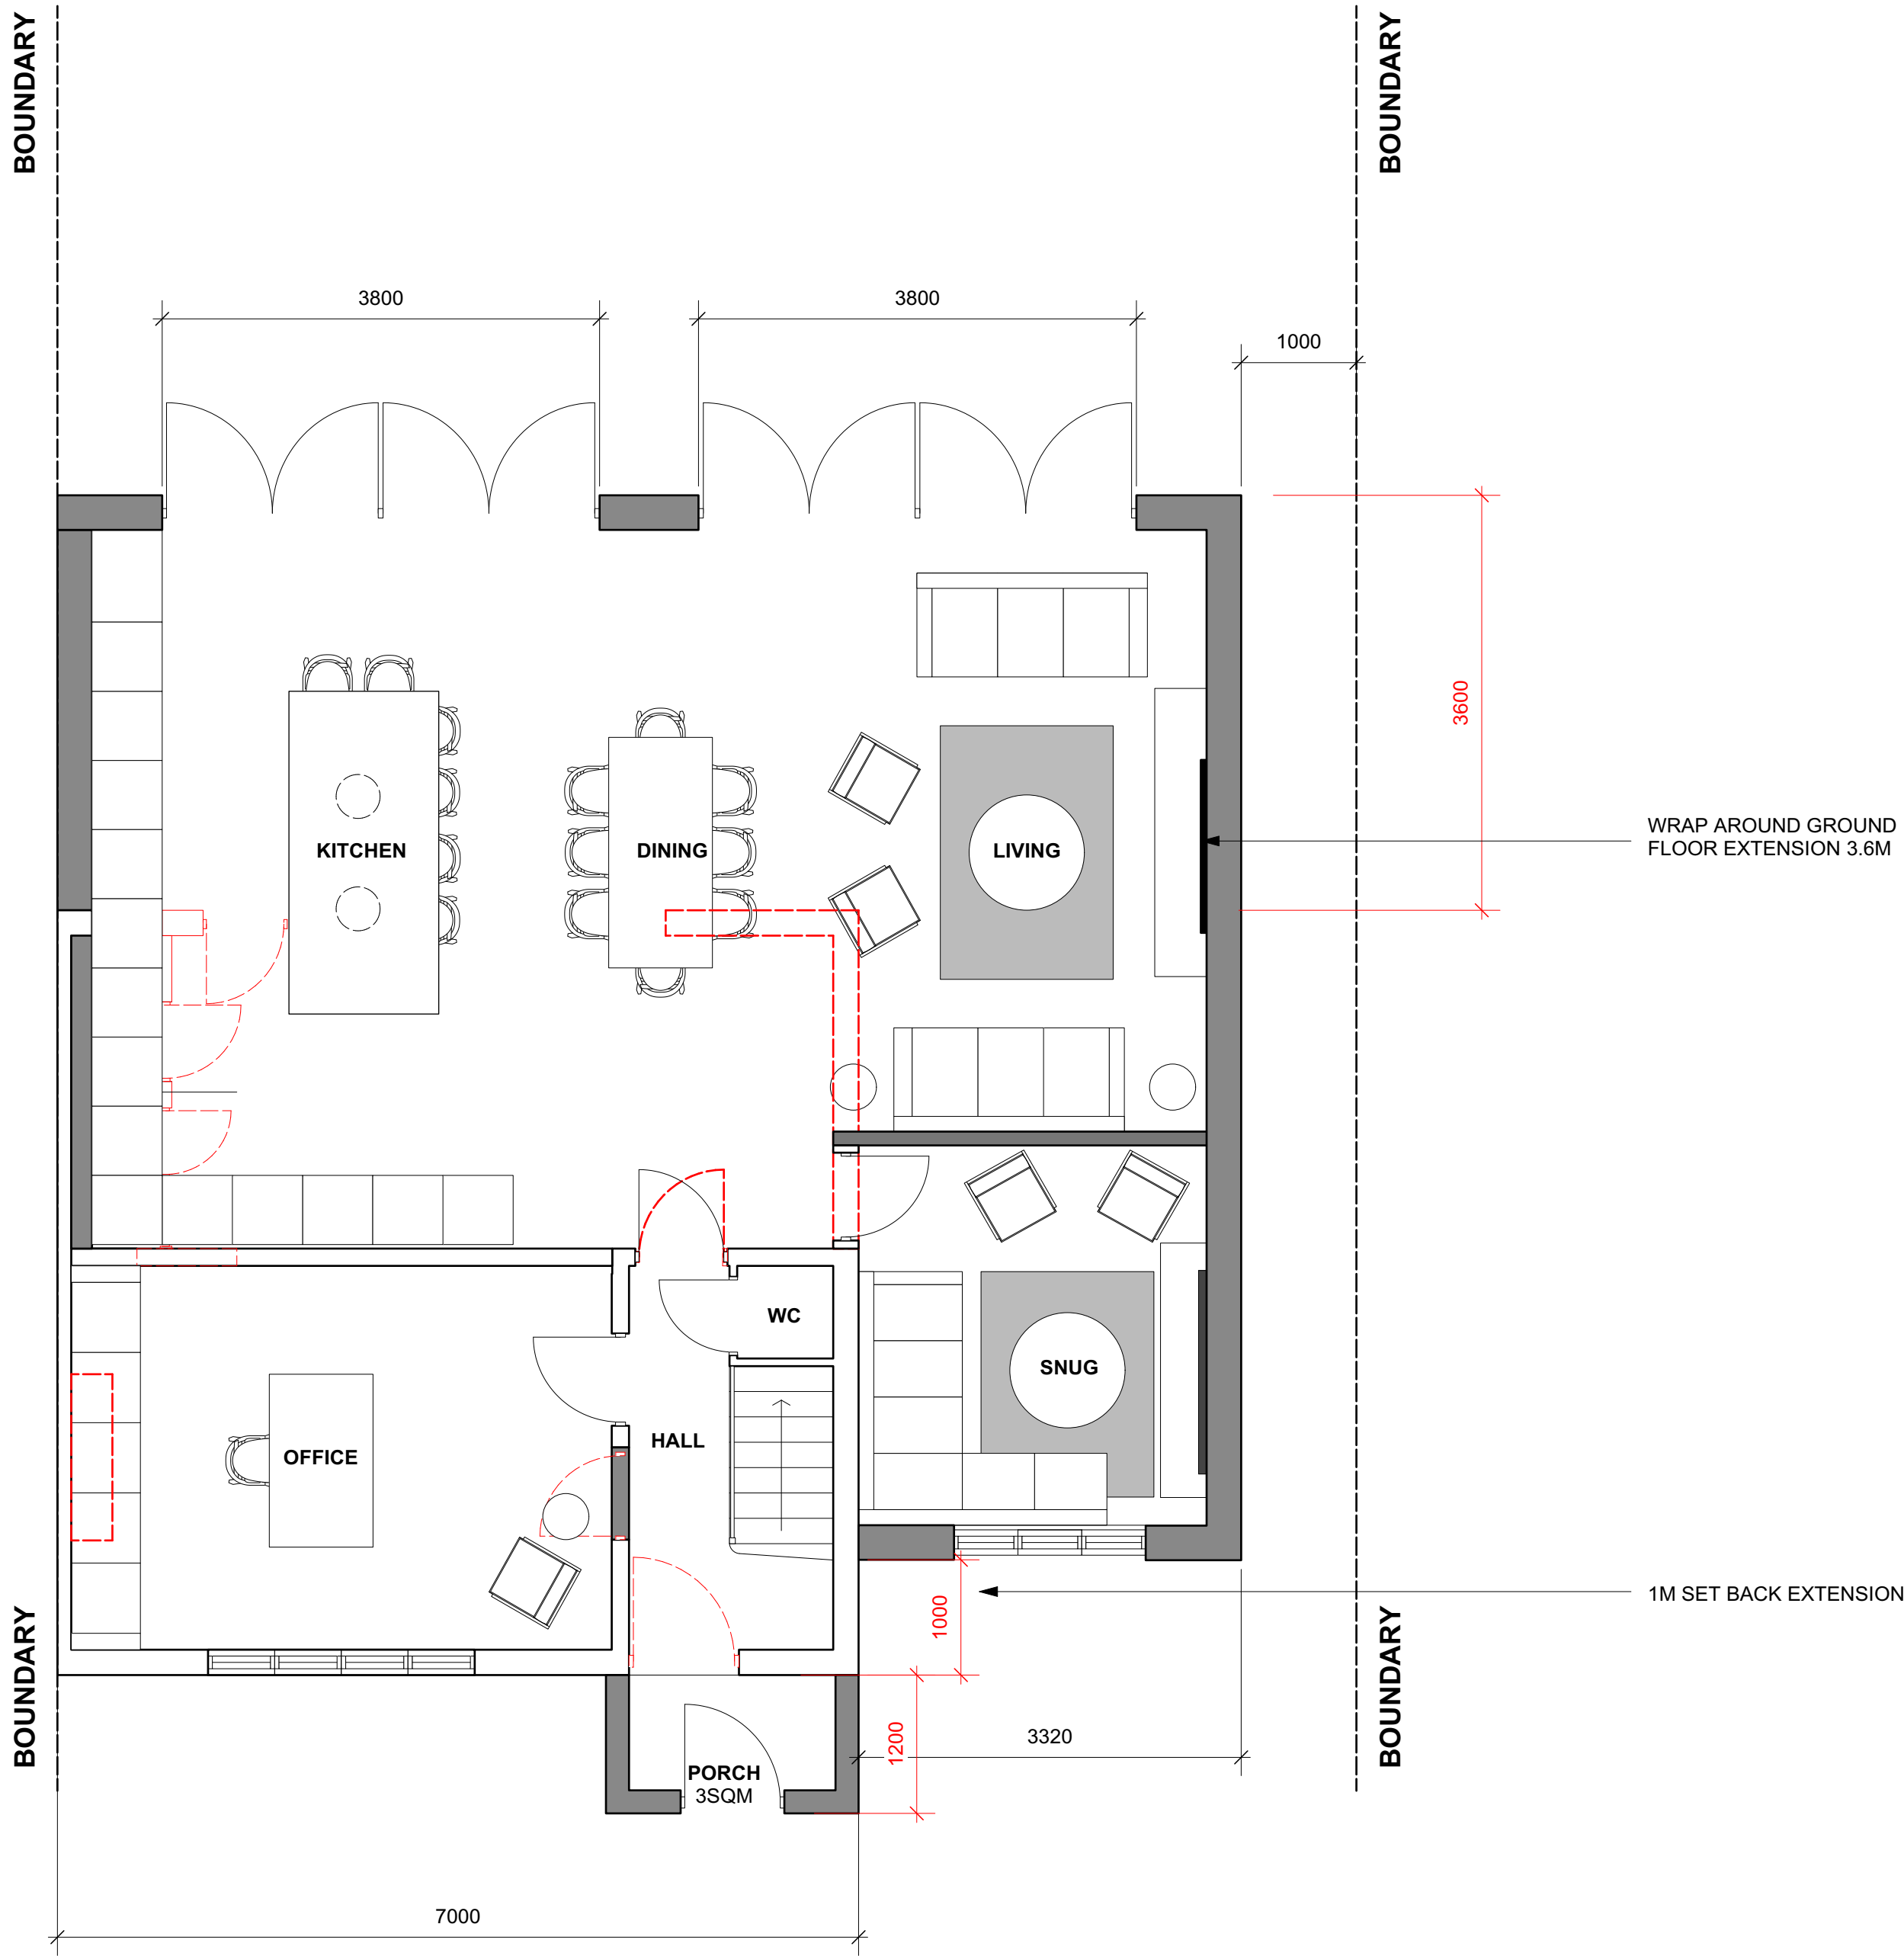 BOUNDARY
BOUNDARY
3800
3800
1000
3600
WRAP AROUND GROUND
FLOOR EXTENSION 3.6M
KITCHEN
DINING
LIVING
WC
SNUG
HALL
OFFICE
1M SET BACK EXTENSION
1000
BOUNDARY
BOUNDARY
1200
3320
PORCH
3SQM
7000